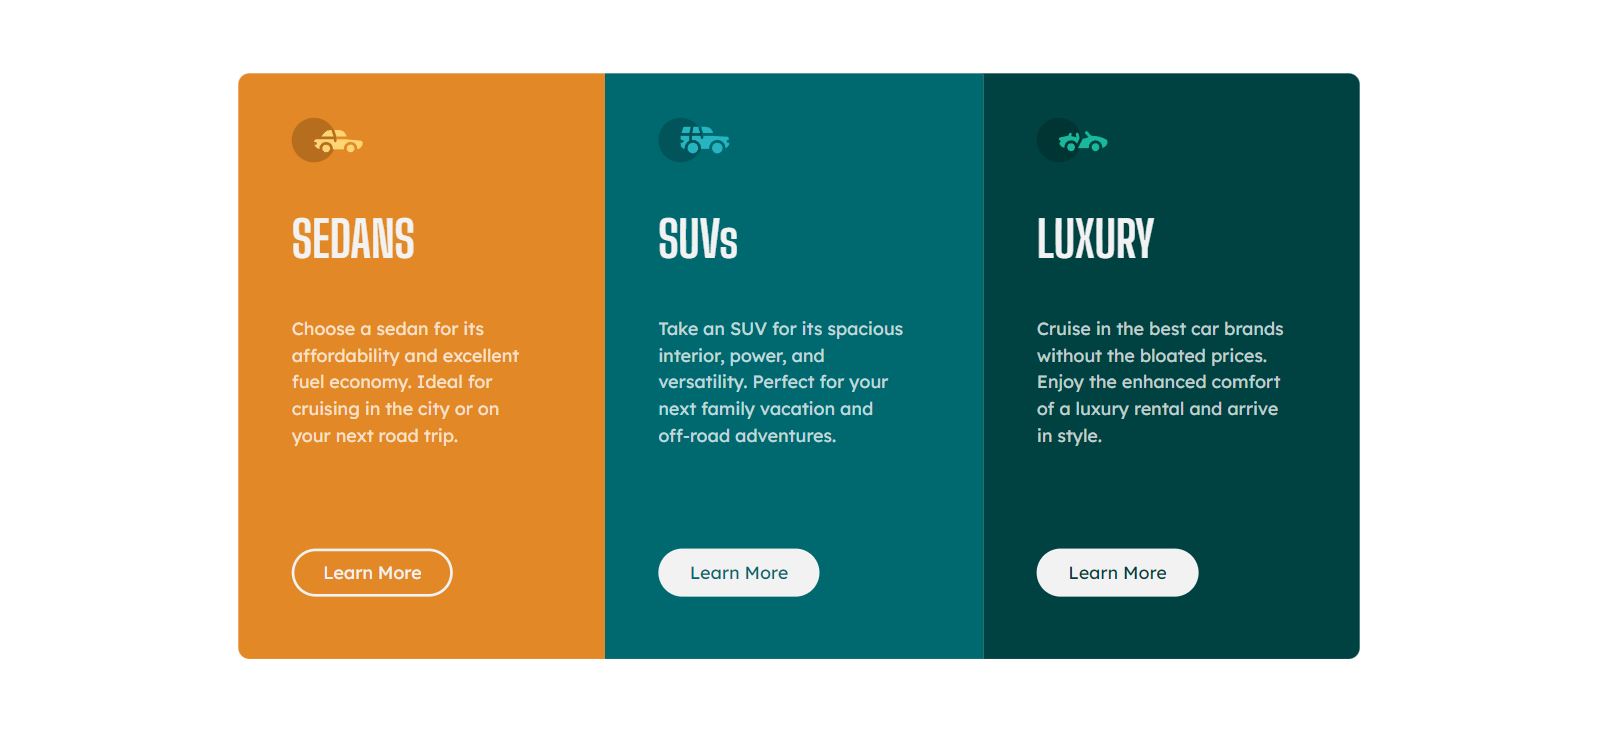 SEDANS
Choose a sedan for its
affordability and excellent
fuel economy. Ideal for
cruising in the city or on
your next road trip.
Learn More
SUVs
Take an SUV for its spacious
interior, power, and
versatility. Perfect for your
next family vacation and
off-road adventures.
Learn More
LUXURY
Cruise in the best car brands
without the bloated prices.
Enjoy the enhanced comfort
of a luxury rental and arrive
in style.
Learn More